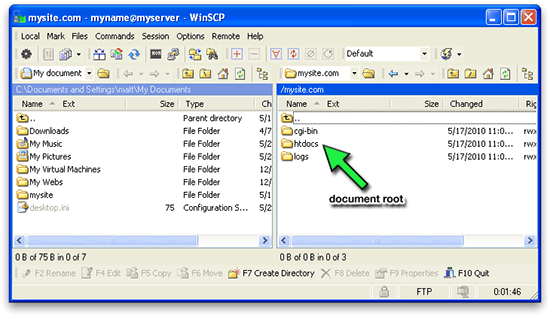 mysite.com - myname@myserver - WinSCP
Local Mark Files Commands Session Options Remote Help
Default
My document
mysite.com
C:\Documents and Settings\matt\My Documents
/mysite.com
Name Ext Size Type Ch
Name Ext Size Changed Rig
.. Parent directory 5/1
..
Downloads File Folder 4/7
cgi-bin 5/17/2010 11:0... rwx
My Music File Folder 5/2
htdocs 5/17/2010 11:0... rwx
My Pictures File Folder 5/2
logs 5/17/2010 11:0... rwx
My Virtual Machines File Folder 12/
My Webs File Folder 12/
mysite File Folder 5/2
desktop.ini 75 Configuration S... 5/2
document root
0 B of 75 B in 0 of 7
0 B of 0 B in 0 of 3
F2 Rename F4 Edit F5 Copy F6 Move F7 Create Directory F8 Delete F9 Properties F10 Quit
FTP 0:01:46